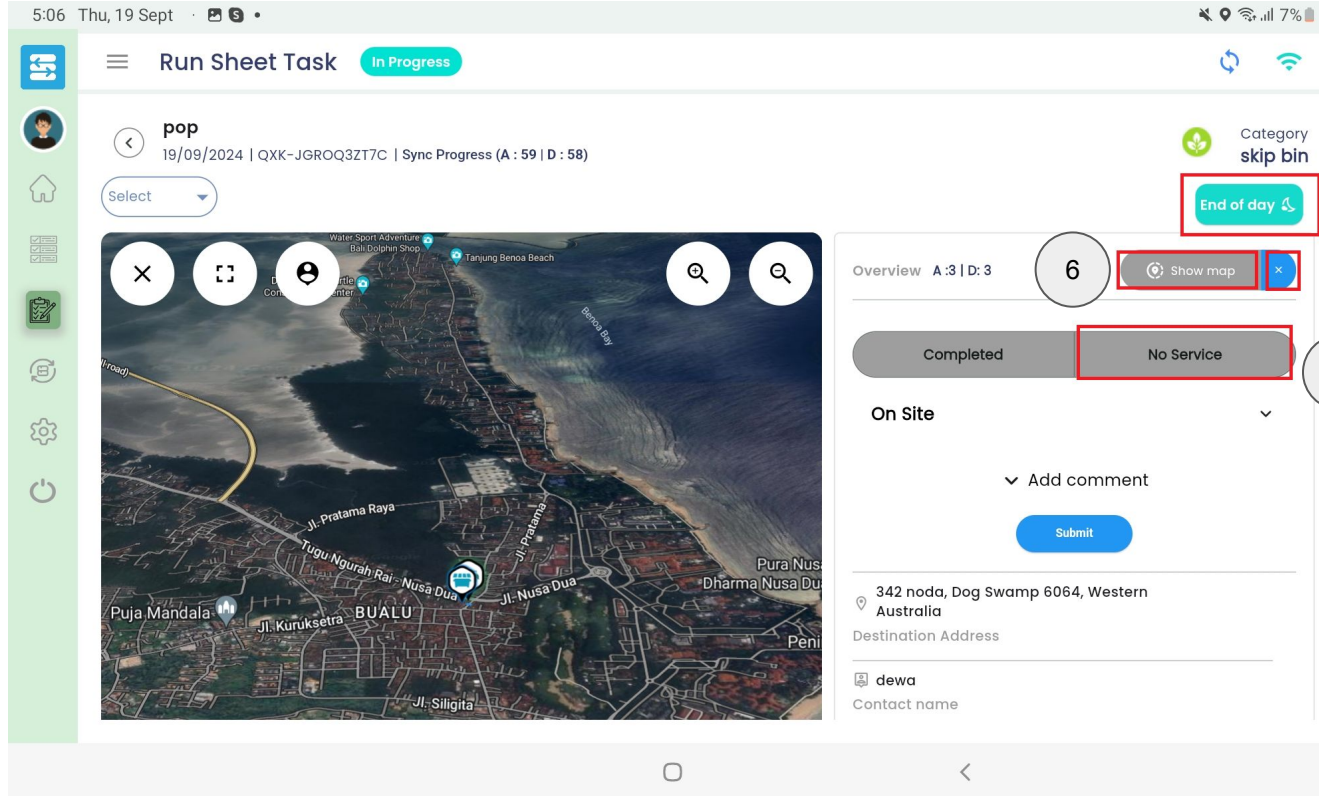 5:06 Thu, 19 Sept
7%
Run Sheet Task In Progress
pop
19/09/2024 | QXK-JGROQ3ZT7C | Sync Progress (A : 59 | D : 58)
Category
skip bin
Select
End of day
Water Sport Adventure
Bali Dolphin Shop
Tanjung Benoa Beach
Benoa Bay
Overview A :3 | D: 3
6
Show map
Completed
No Service
On Site
Add comment
Submit
Jl. Pratama Raya
Jl. Pratama
Tugu Ngurah Rai - Nusa Dua
Jl. Nusa Dua
Puja Mandala
BUALU
Jl. Kuruksetra
Jl. Siligita
Pura Nus
Dharma Nusa Du
Peni
342 noda, Dog Swamp 6064, Western
Australia
Destination Address
dewa
Contact name